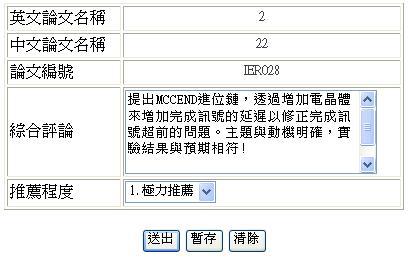 英文論文名稱 2
中文論文名稱 22
論文編號 IERO28
綜合評論
提出MCCEND進位鏈，透過增加電晶體
來增加完成訊號的延遲以修正完成訊
號超前的問題。主題與動機明確，實
驗結果與預期相符!
推薦程度 1.極力推薦
送出 暫存 清除